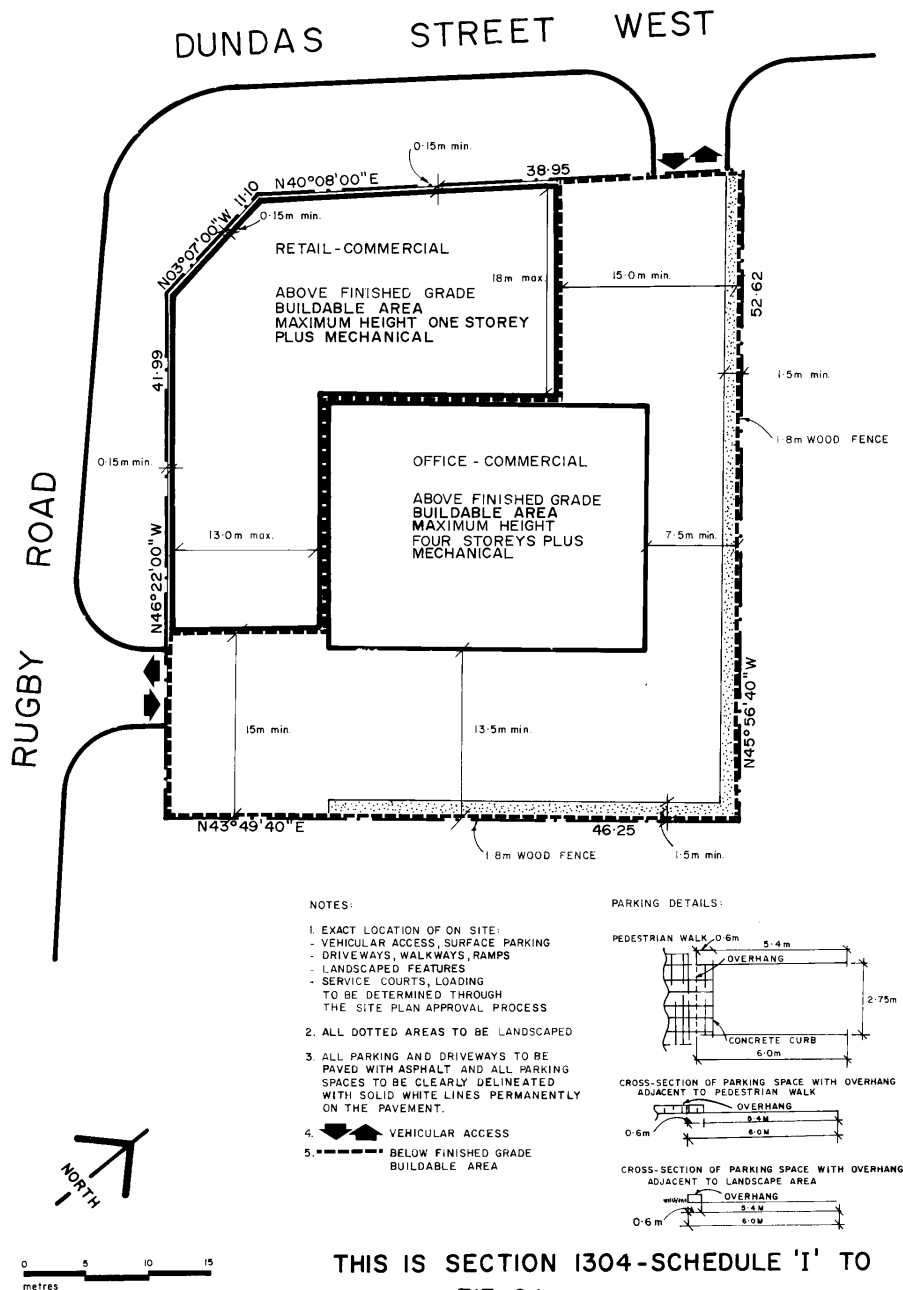 DUNDAS STREET WEST
0·15m min.
N40°08'00"E
38·95
N03°07'00"W 11·10
0·15m min.
RETAIL-COMMERCIAL
18m max.
15·0m min.
ABOVE FINISHED GRADE
BUILDABLE AREA
MAXIMUM HEIGHT ONE STOREY
PLUS MECHANICAL
52·62
41·99
1·5m min.
1·8m WOOD FENCE
0·15m min.
OFFICE - COMMERCIAL
ABOVE FINISHED GRADE
BUILDABLE AREA
MAXIMUM HEIGHT
FOUR STOREYS PLUS
MECHANICAL
13·0m max.
7·5m min.
N46°22'00"W
RUGBY ROAD
15m min.
13·5m min.
N45°56'40"W
N43°49'40"E
46·25
1·8m WOOD FENCE
1·5m min.
NOTES:
1. EXACT LOCATION OF ON SITE:
- VEHICULAR ACCESS, SURFACE PARKING
- DRIVEWAYS, WALKWAYS, RAMPS
- LANDSCAPED FEATURES
- SERVICE COURTS, LOADING
TO BE DETERMINED THROUGH
THE SITE PLAN APPROVAL PROCESS
2. ALL DOTTED AREAS TO BE LANDSCAPED
3. ALL PARKING AND DRIVEWAYS TO BE
PAVED WITH ASPHALT AND ALL PARKING
SPACES TO BE CLEARLY DELINEATED
WITH SOLID WHITE LINES PERMANENTLY
ON THE PAVEMENT.
4. VEHICULAR ACCESS
5. BELOW FINISHED GRADE
BUILDABLE AREA
PARKING DETAILS:
PEDESTRIAN WALK
0·6m
5·4m
OVERHANG
2·75m
CONCRETE CURB
6·0m
CROSS-SECTION OF PARKING SPACE WITH OVERHANG
ADJACENT TO PEDESTRIAN WALK
OVERHANG
5·4M
0·6m
6·0M
CROSS-SECTION OF PARKING SPACE WITH OVERHANG
ADJACENT TO LANDSCAPE AREA
OVERHANG
5·4M
0·6m
6·0M
NORTH
0 5 10 15
metres
THIS IS SECTION 1304-SCHEDULE 'I' TO